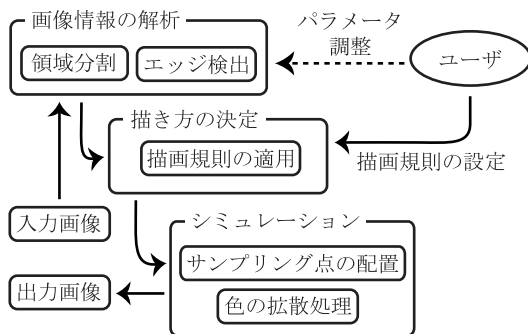 画像情報の解析
領域分割
エッジ検出
パラメータ
調整
ユーザ
描き方の決定
描画規則の適用
描画規則の設定
入力画像
シミュレーション
サンプリング点の配置
出力画像
色の拡散処理